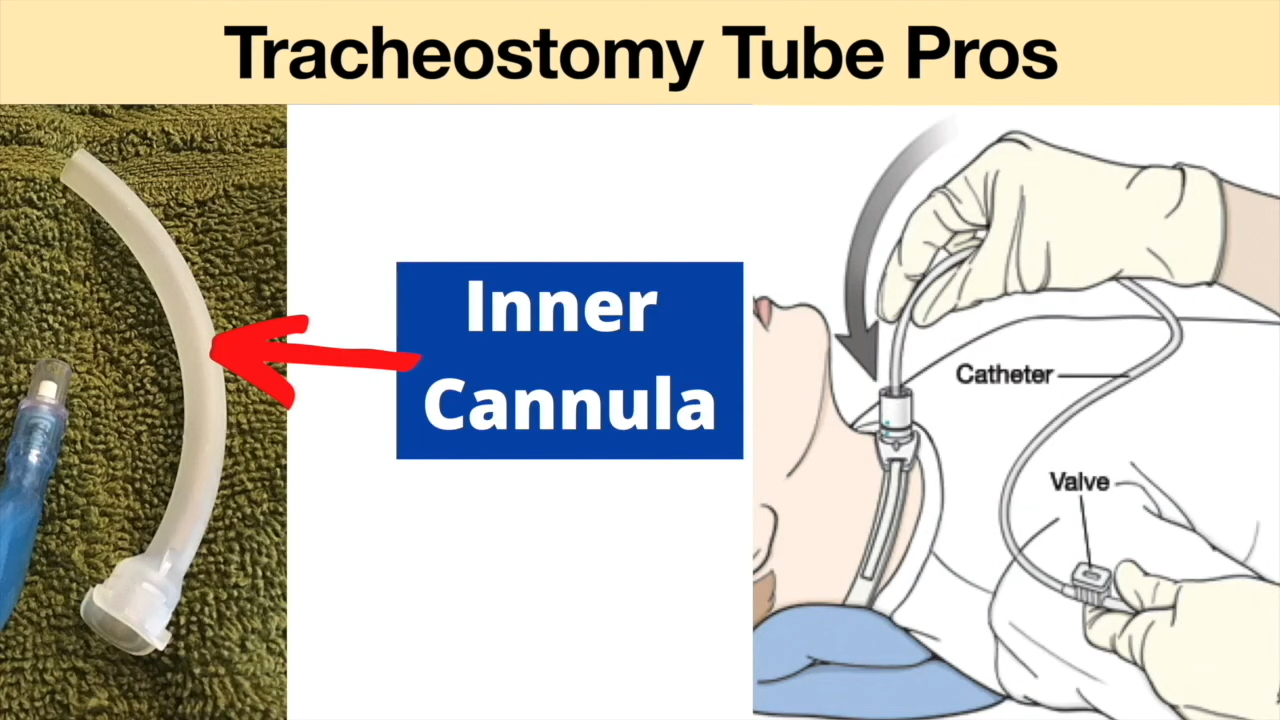 Tracheostomy Tube Pros
Inner
Cannula
Catheter
Valve